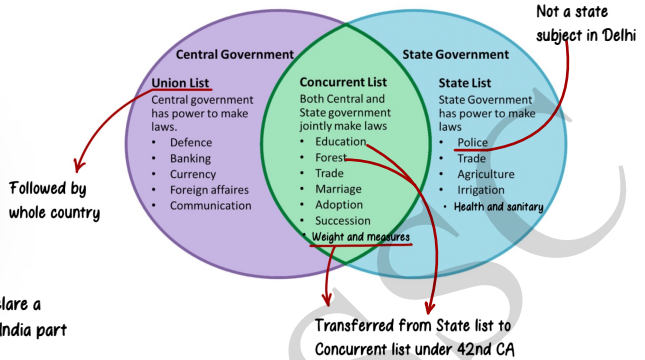 Not a state
subject in Delhi
Central Government
State Government
Union List
Central government
has power to make
laws.
• Defence
• Banking
• Currency
• Foreign affaires
• Communication
Concurrent List
Both Central and
State government
jointly make laws
• Education
• Forest
• Trade
• Marriage
• Adoption
• Succession
• Weight and measures
State List
State Government
has power to make
laws
• Police
• Trade
• Agriculture
• Irrigation
• Health and sanitary
Followed by
whole country
lare a
India part
Transferred from State list to
Concurrent list under 42nd CA
SSC